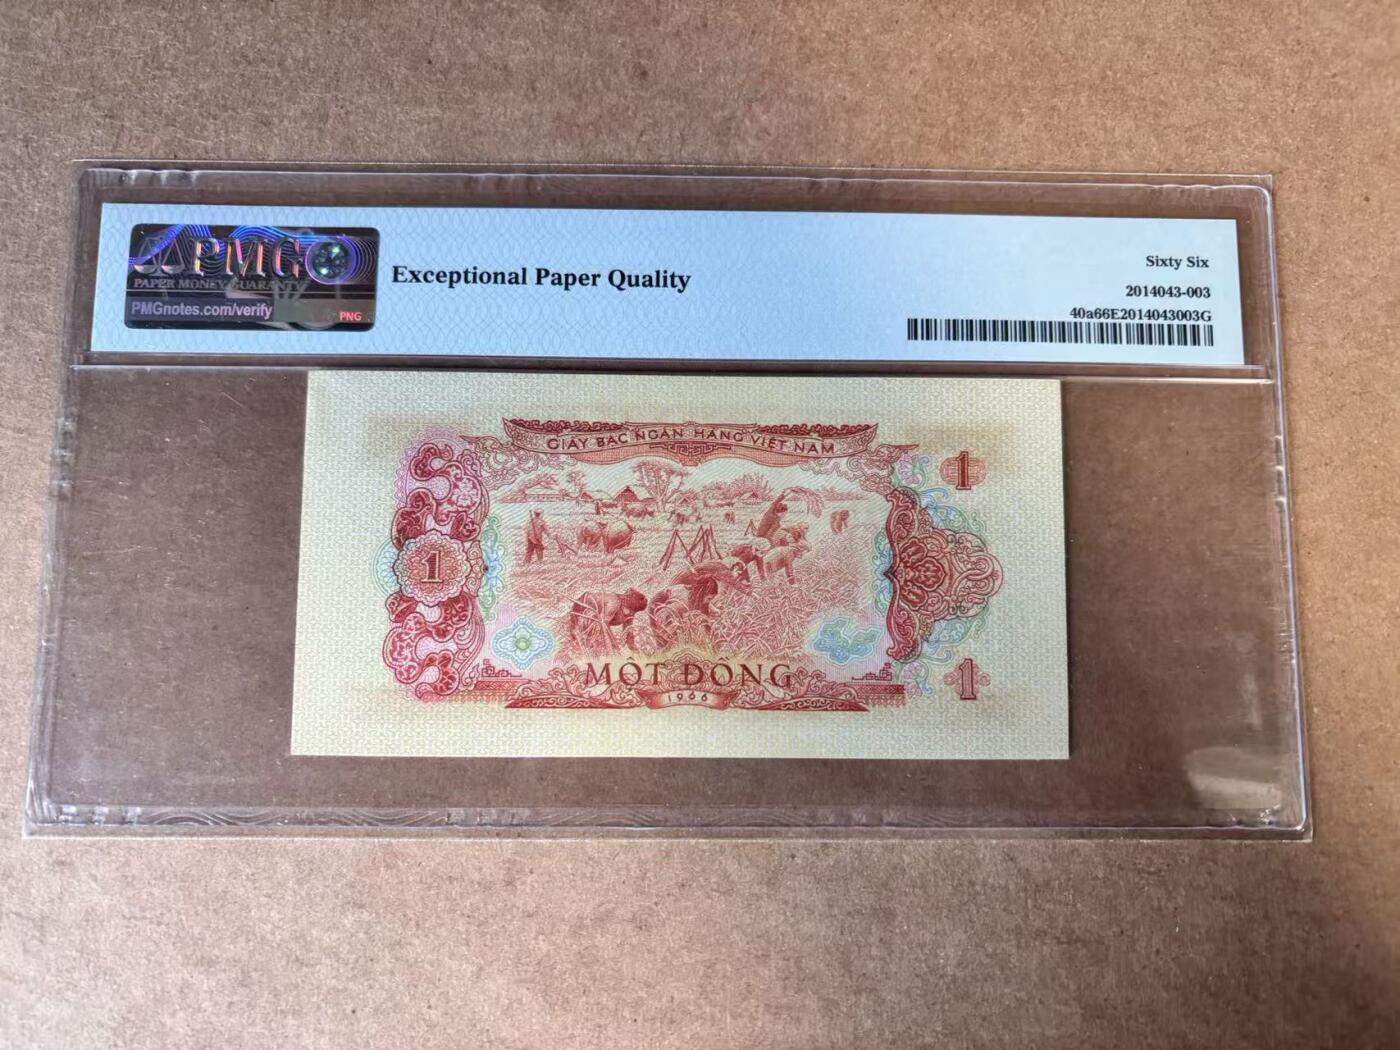 PMG
PAPER MONEY GUARANTY
PMGnotes.com/verify
PNG
Exceptional Paper Quality
Sixty Six
2014043-003
40a66E2014043003G
GIẤY BẠC NGÂN HÀNG VIỆT NAM
1
1
MỘT ĐỒNG
1966
1